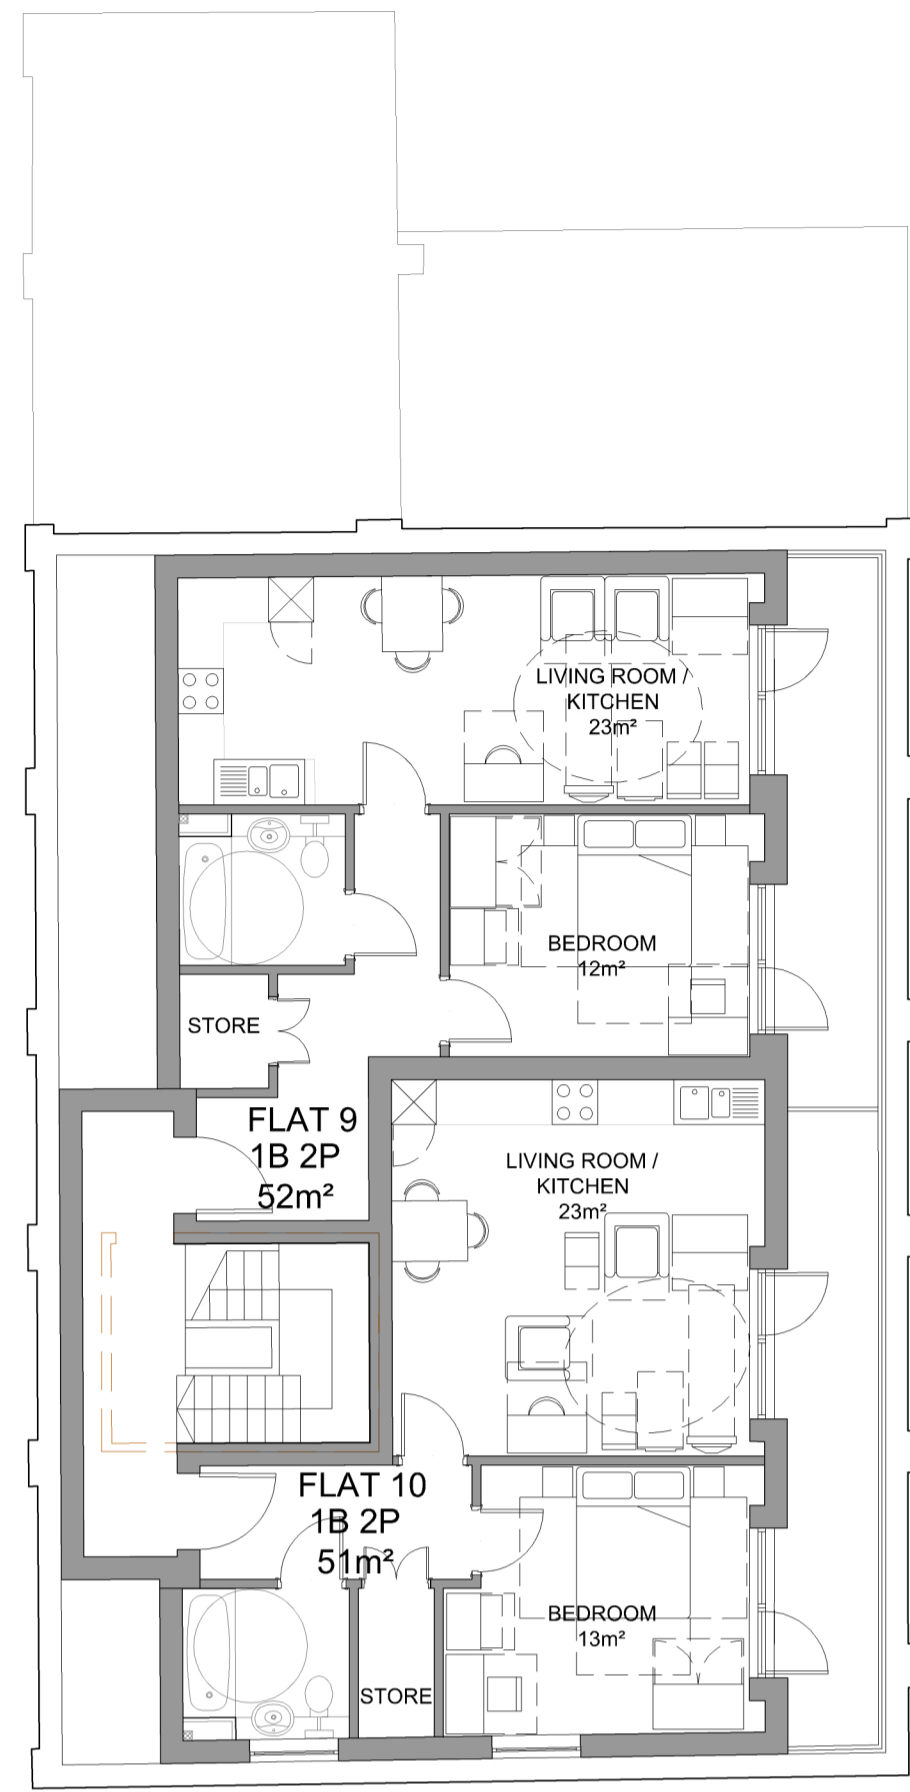 LIVING ROOM /
KITCHEN
23m²
BEDROOM
12m²
STORE
FLAT 9
1B 2P
52m²
LIVING ROOM /
KITCHEN
23m²
FLAT 10
1B 2P
51m²
BEDROOM
13m²
STORE